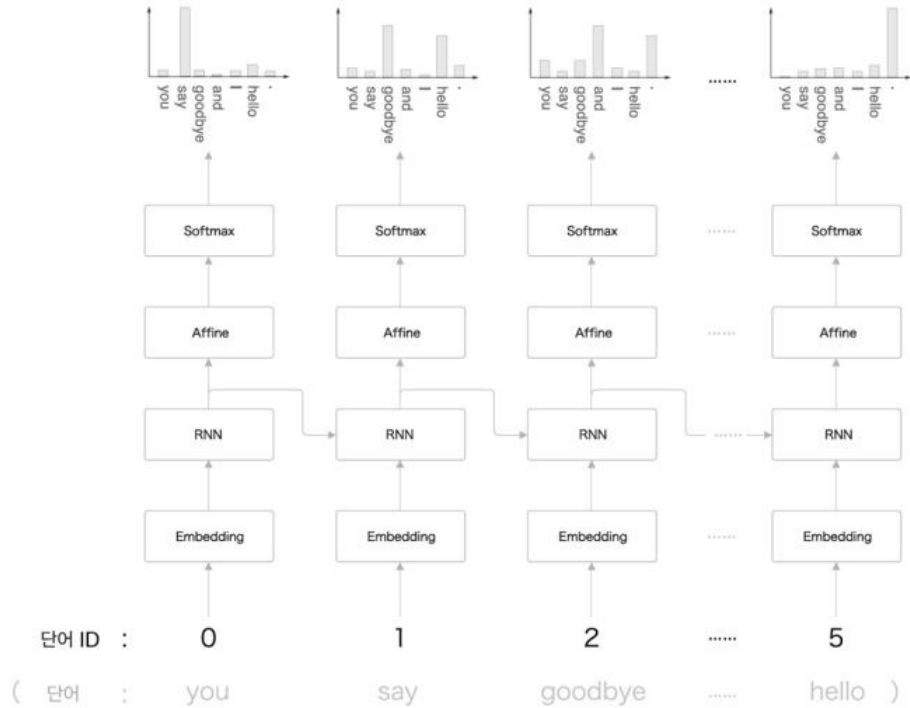 you say goodbye and I hello .
you say goodbye and I hello .
you say goodbye and I hello .
......
you say goodbye and I hello .
Softmax Softmax Softmax ...... Softmax
Affine Affine Affine ...... Affine
RNN RNN RNN ...... RNN
Embedding Embedding Embedding ...... Embedding
단어 ID : 0 1 2 ...... 5
( 단어 : you say goodbye ...... hello )